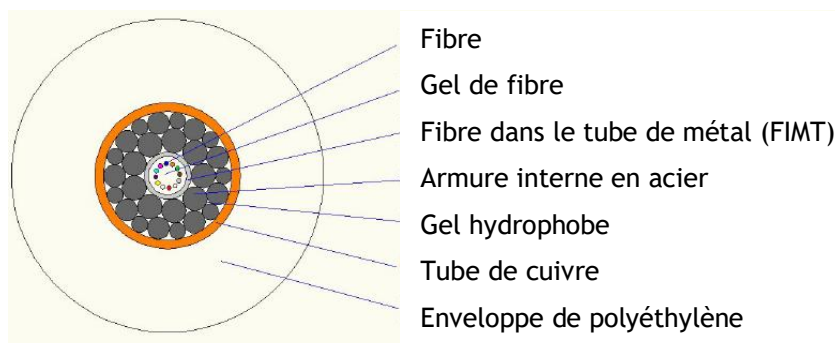 Fibre
Gel de fibre
Fibre dans le tube de métal (FIMT)
Armure interne en acier
Gel hydrophobe
Tube de cuivre
Enveloppe de polyéthylène